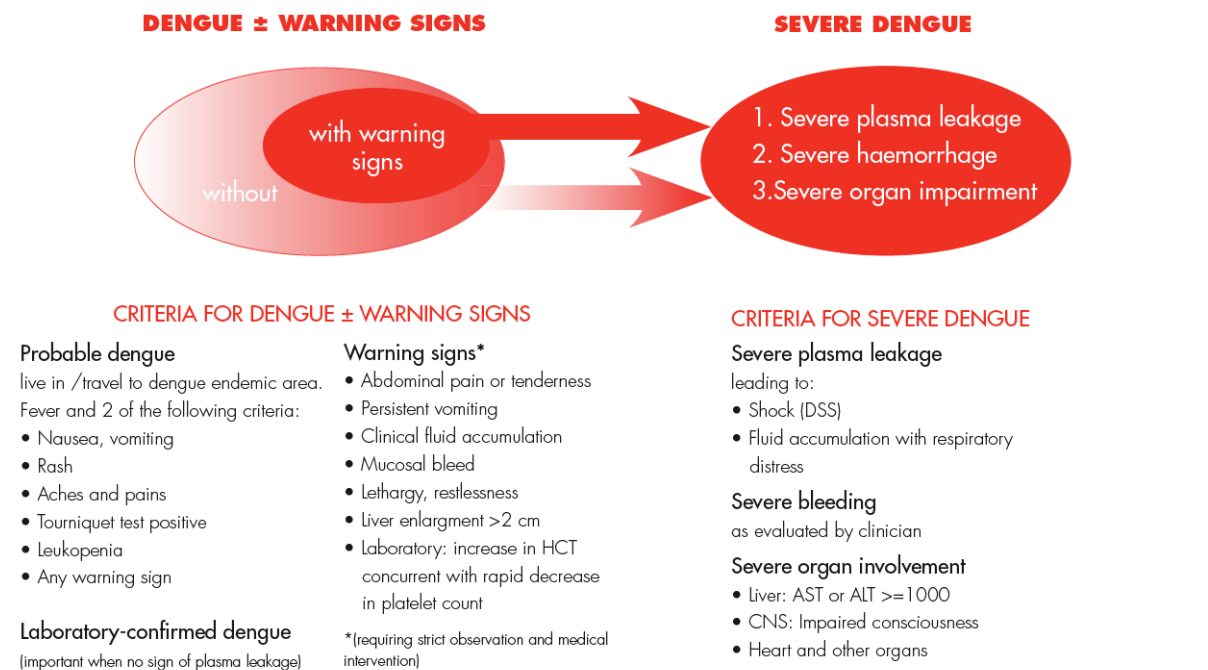 DENGUE ± WARNING SIGNS
SEVERE DENGUE
with warning
signs
without
1. Severe plasma leakage
2. Severe haemorrhage
3.Severe organ impairment
CRITERIA FOR DENGUE ± WARNING SIGNS
Probable dengue
live in /travel to dengue endemic area.
Fever and 2 of the following criteria:
• Nausea, vomiting
• Rash
• Aches and pains
• Tourniquet test positive
• Leukopenia
• Any warning sign
Laboratory-confirmed dengue
(important when no sign of plasma leakage)
Warning signs*
• Abdominal pain or tenderness
• Persistent vomiting
• Clinical fluid accumulation
• Mucosal bleed
• Lethargy, restlessness
• Liver enlargment >2 cm
• Laboratory: increase in HCT
concurrent with rapid decrease
in platelet count
*(requiring strict observation and medical
intervention)
CRITERIA FOR SEVERE DENGUE
Severe plasma leakage
leading to:
• Shock (DSS)
• Fluid accumulation with respiratory
distress
Severe bleeding
as evaluated by clinician
Severe organ involvement
• Liver: AST or ALT >=1000
• CNS: Impaired consciousness
• Heart and other organs